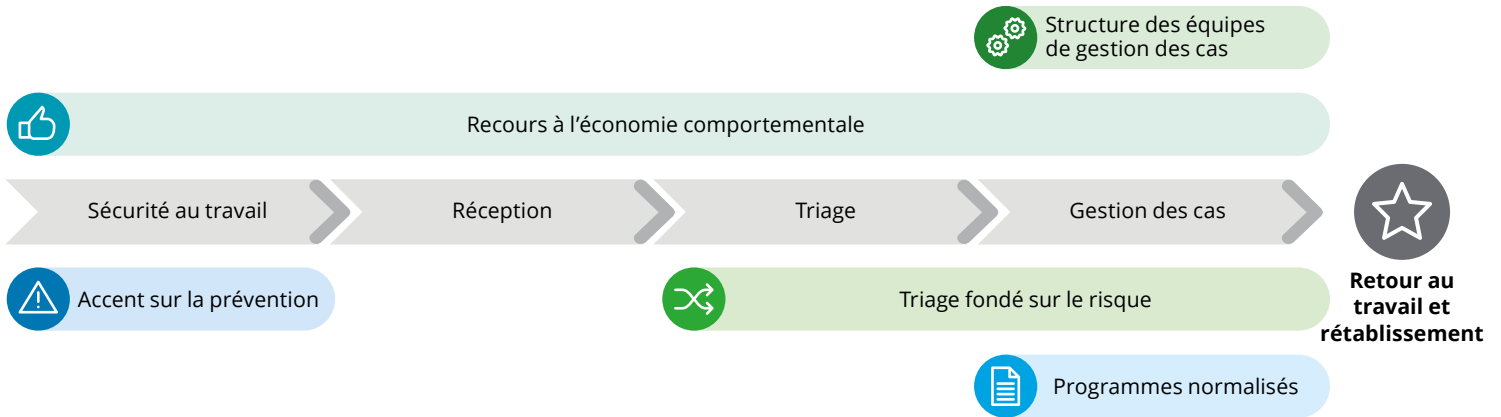 Structure des équipes
de gestion des cas
Recours à l'économie comportementale
Sécurité au travail
Réception
Triage
Gestion des cas
Accent sur la prévention
Triage fondé sur le risque
Retour au
travail et
rétablissement
Programmes normalisés